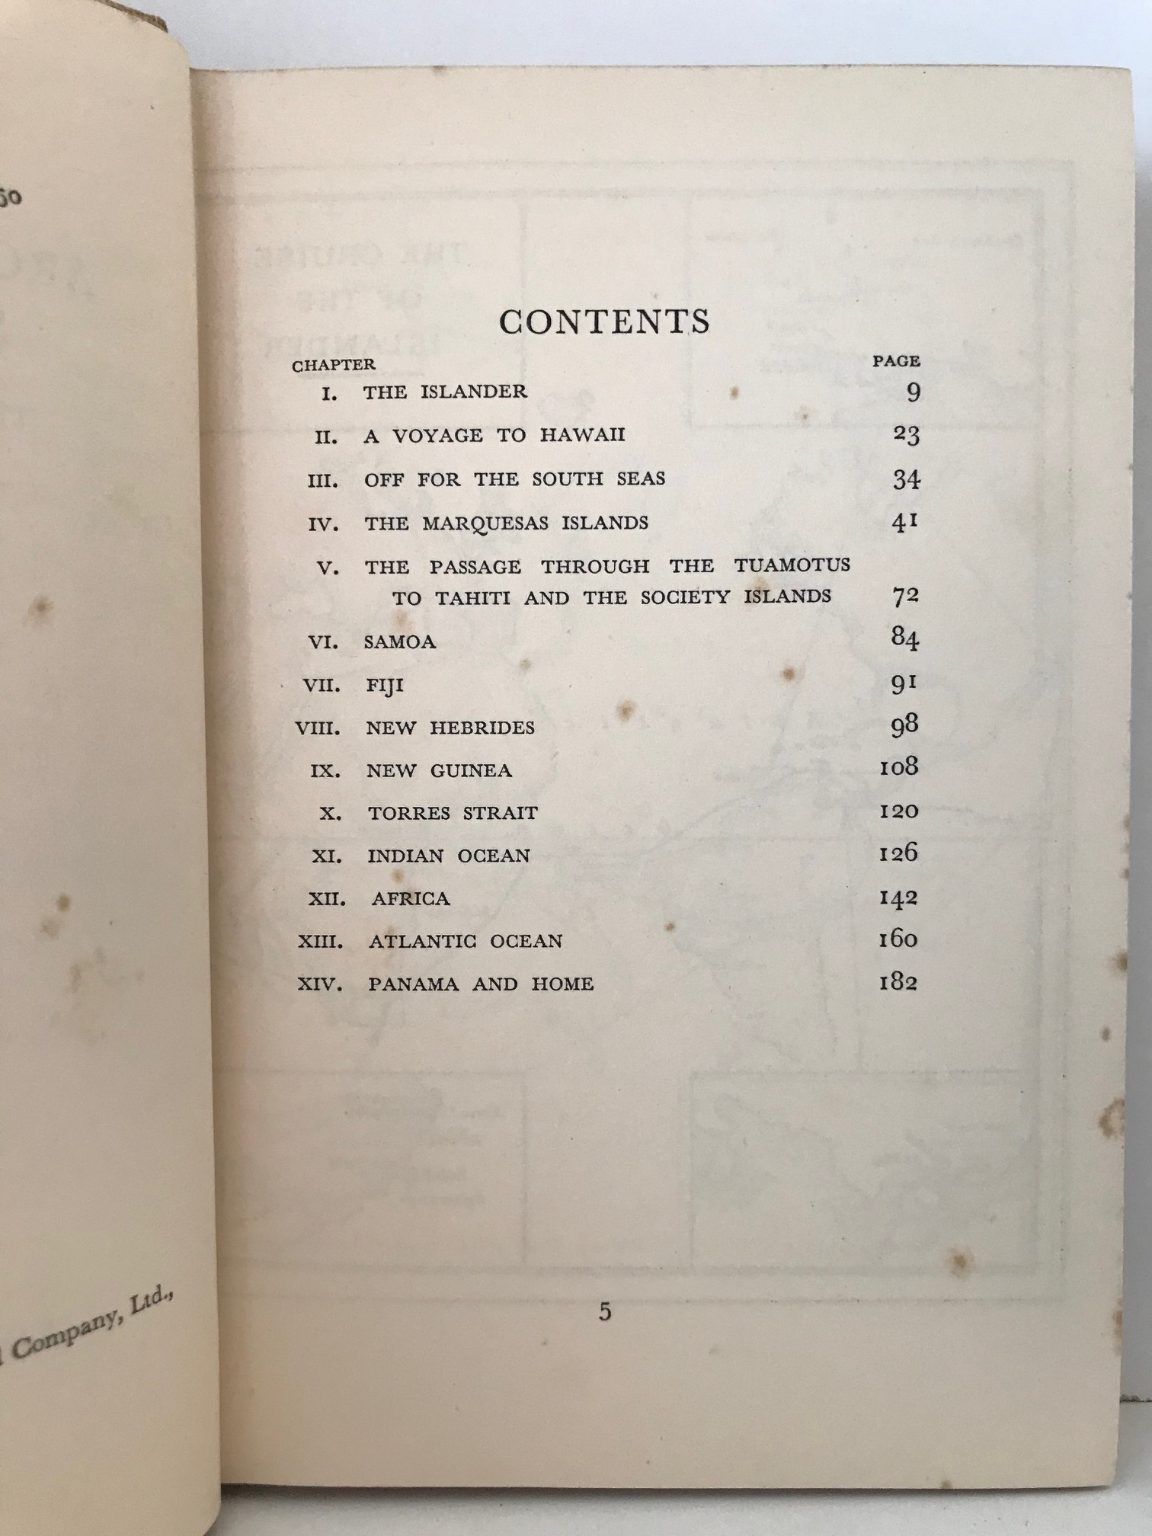 60
Company, Ltd.,
CONTENTS
CHAPTER PAGE
I. THE ISLANDER 9
II. A VOYAGE TO HAWAII 23
III. OFF FOR THE SOUTH SEAS 34
IV. THE MARQUESAS ISLANDS 41
V. THE PASSAGE THROUGH THE TUAMOTUS
TO TAHITI AND THE SOCIETY ISLANDS 72
VI. SAMOA 84
VII. FIJI 91
VIII. NEW HEBRIDES 98
IX. NEW GUINEA 108
X. TORRES STRAIT 120
XI. INDIAN OCEAN 126
XII. AFRICA 142
XIII. ATLANTIC OCEAN 160
XIV. PANAMA AND HOME 182
5